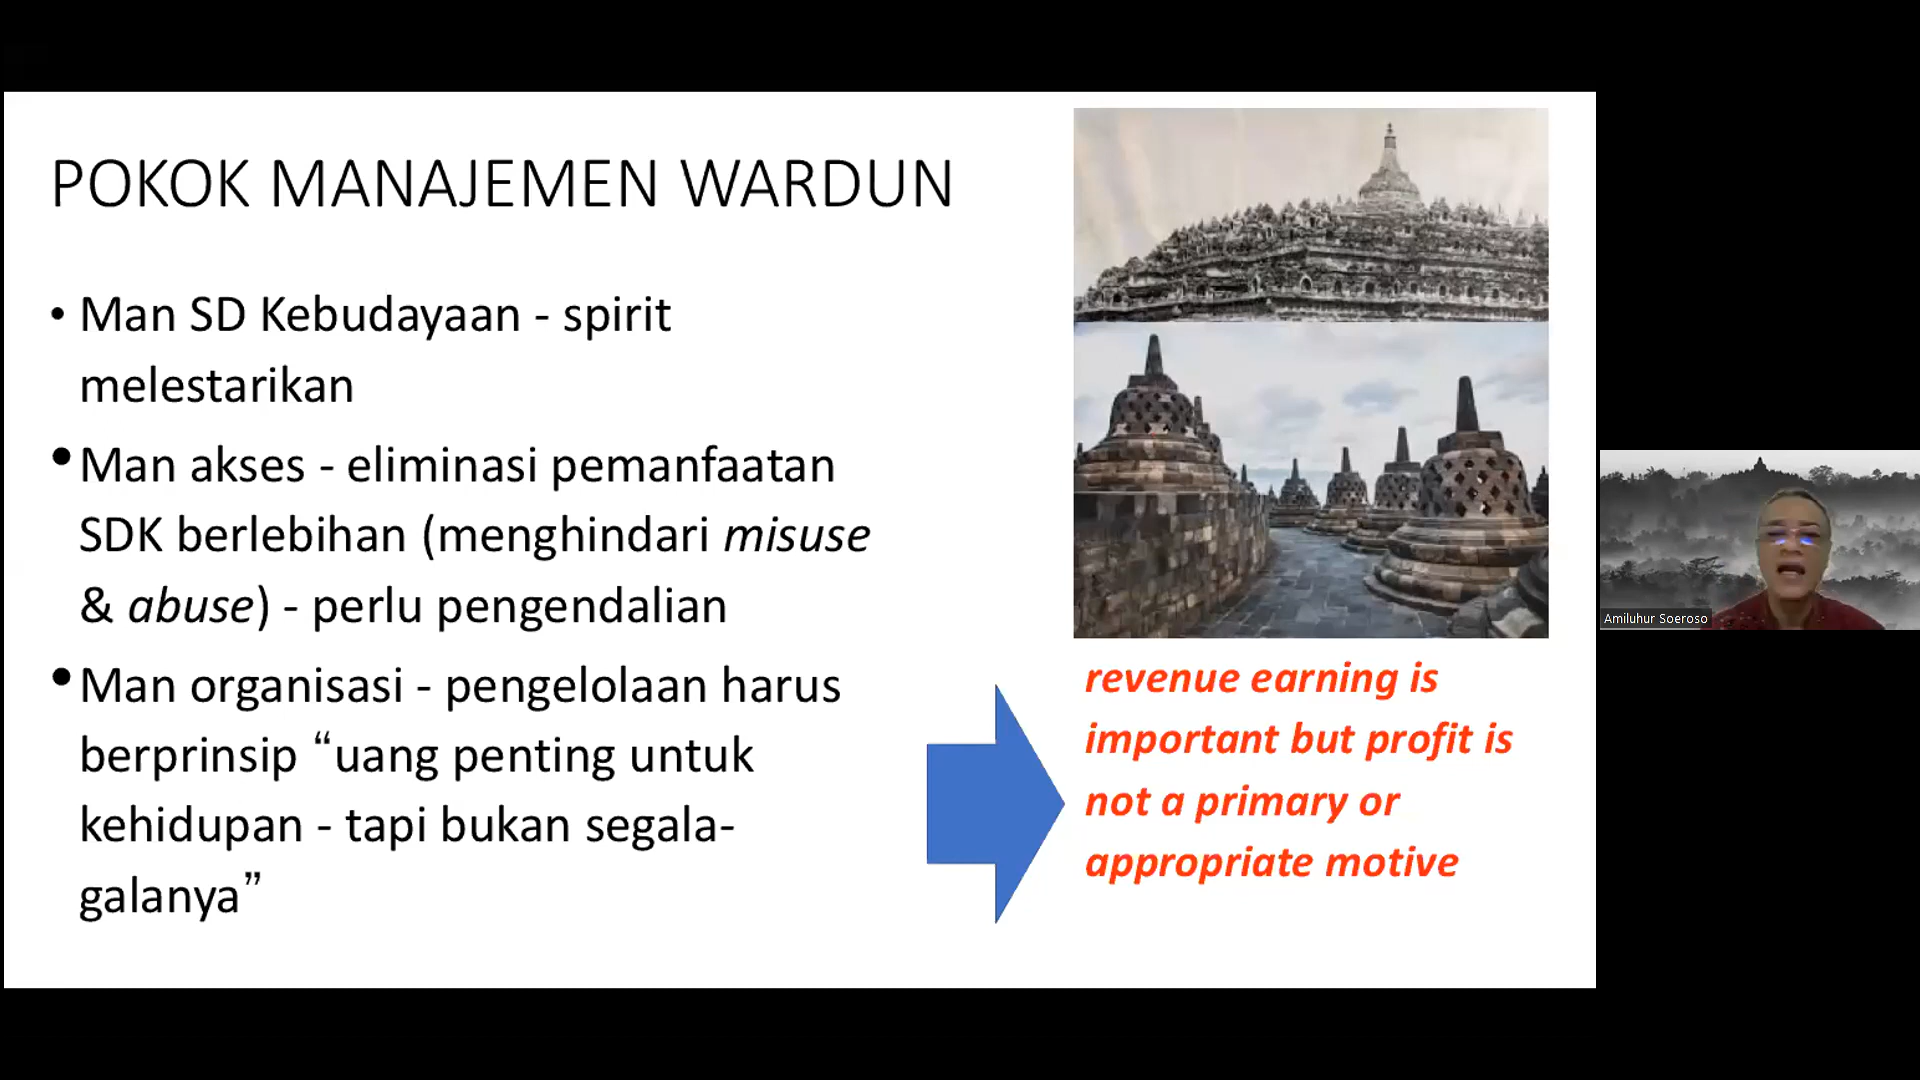 POKOK MANAJEMEN WARDUN
• Man SD Kebudayaan - spirit
melestarikan
• Man akses - eliminasi pemanfaatan
SDK berlebihan (menghindari misuse
& abuse) - perlu pengendalian
• Man organisasi - pengelolaan harus
berprinsip “uang penting untuk
kehidupan - tapi bukan segala-
galanya”
revenue earning is
important but profit is
not a primary or
appropriate motive
Amiluhur Soeroso